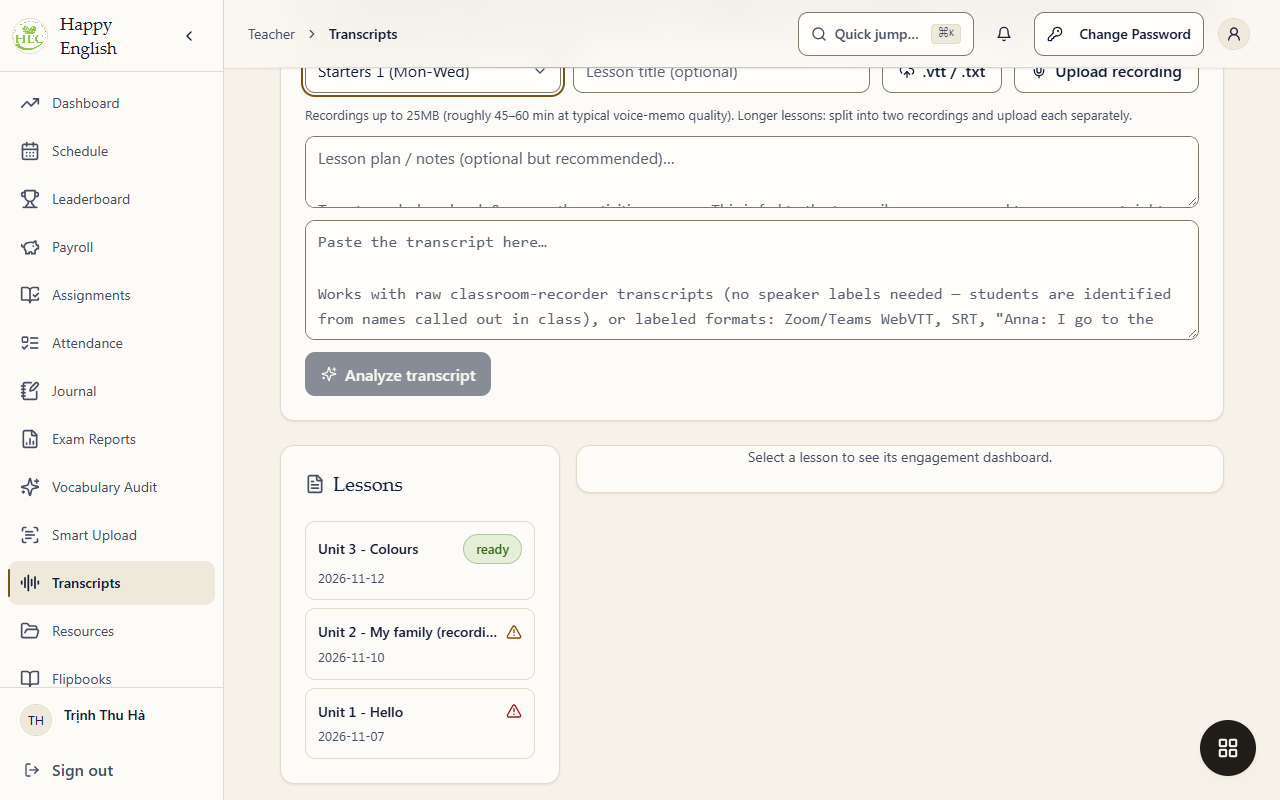 HEC
Happy English
Teacher
Transcripts
Quick jump...
⌘K
Change Password
Dashboard
Schedule
Leaderboard
Payroll
Assignments
Attendance
Journal
Exam Reports
Vocabulary Audit
Smart Upload
Transcripts
Resources
Flipbooks
TH
Trịnh Thu Hà
Sign out
Starters 1 (Mon-Wed)
Lesson title (optional)
.vtt / .txt
Upload recording
Recordings up to 25MB (roughly 45–60 min at typical voice-memo quality). Longer lessons: split into two recordings and upload each separately.
Lesson plan / notes (optional but recommended)...
Paste the transcript here…
Works with raw classroom-recorder transcripts (no speaker labels needed — students are identified
from names called out in class), or labeled formats: Zoom/Teams WebVTT, SRT, "Anna: I go to the
Analyze transcript
Lessons
Unit 3 - Colours
ready
2026-11-12
Unit 2 - My family (recordi...
2026-11-10
Unit 1 - Hello
2026-11-07
Select a lesson to see its engagement dashboard.